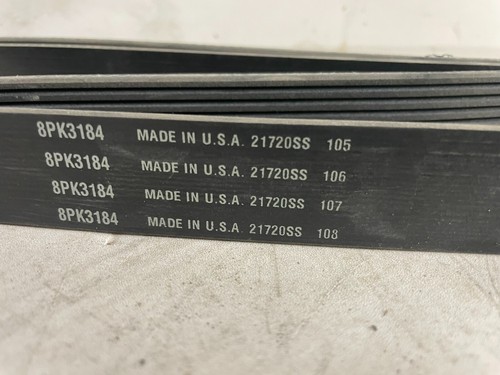 8PK3184 MADE IN U.S.A. 21720SS 105
8PK3184 MADE IN U.S.A. 21720SS 106
8PK3184 MADE IN U.S.A. 21720SS 107
8PK3184 MADE IN U.S.A. 21720SS 108